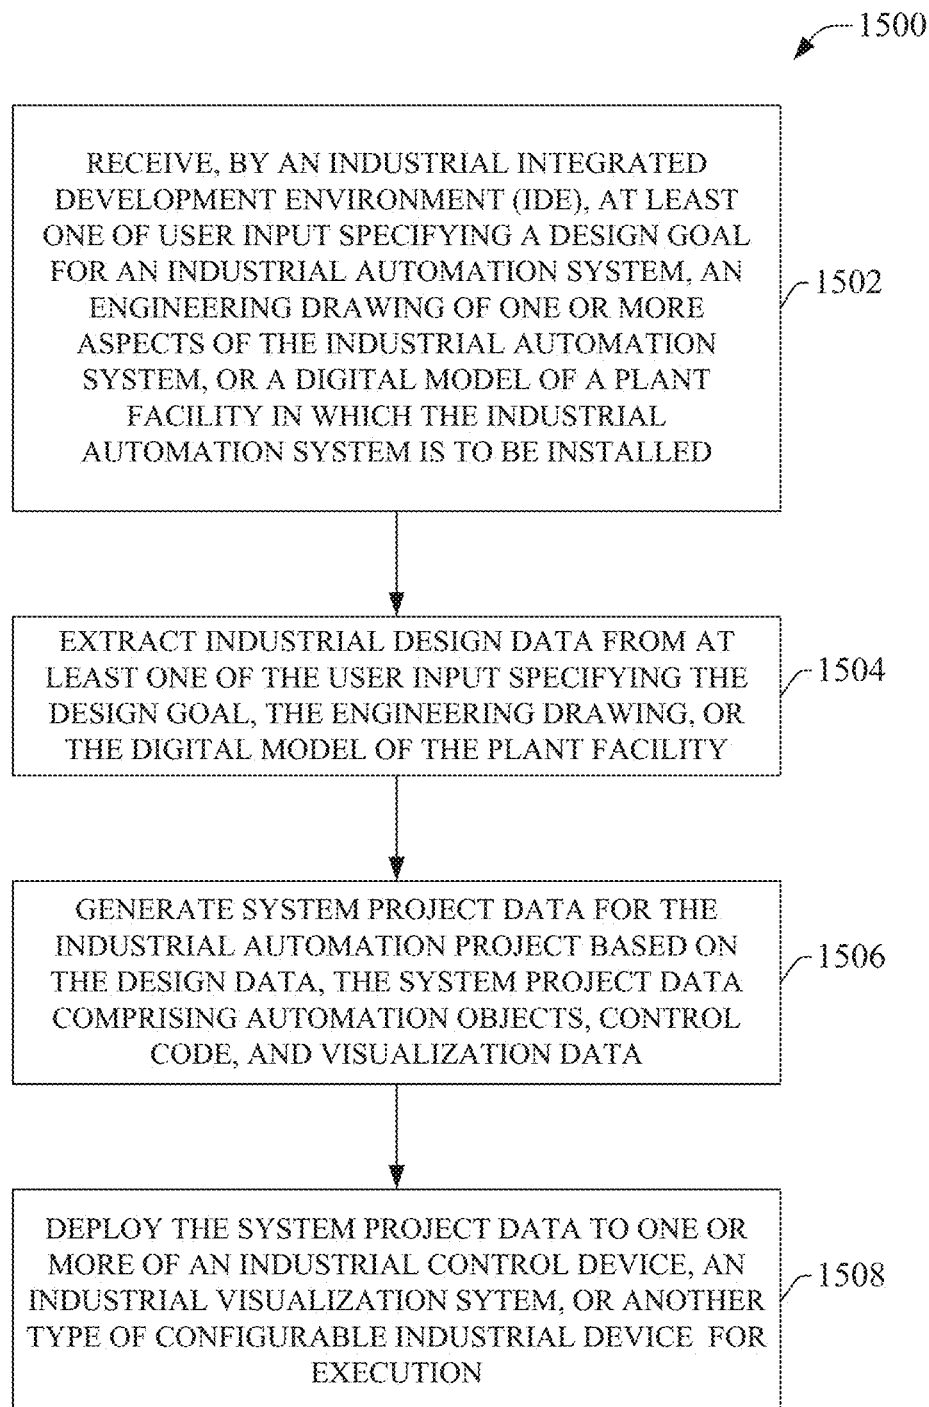 1500
RECEIVE, BY AN INDUSTRIAL INTEGRATED
DEVELOPMENT ENVIRONMENT (IDE), AT LEAST
ONE OF USER INPUT SPECIFYING A DESIGN GOAL
FOR AN INDUSTRIAL AUTOMATION SYSTEM, AN
ENGINEERING DRAWING OF ONE OR MORE
ASPECTS OF THE INDUSTRIAL AUTOMATION
SYSTEM, OR A DIGITAL MODEL OF A PLANT
FACILITY IN WHICH THE INDUSTRIAL
AUTOMATION SYSTEM IS TO BE INSTALLED
1502
EXTRACT INDUSTRIAL DESIGN DATA FROM AT
LEAST ONE OF THE USER INPUT SPECIFYING THE
DESIGN GOAL, THE ENGINEERING DRAWING, OR
THE DIGITAL MODEL OF THE PLANT FACILITY
1504
GENERATE SYSTEM PROJECT DATA FOR THE
INDUSTRIAL AUTOMATION PROJECT BASED ON
THE DESIGN DATA, THE SYSTEM PROJECT DATA
COMPRISING AUTOMATION OBJECTS, CONTROL
CODE, AND VISUALIZATION DATA
1506
DEPLOY THE SYSTEM PROJECT DATA TO ONE OR
MORE OF AN INDUSTRIAL CONTROL DEVICE, AN
INDUSTRIAL VISUALIZATION SYTEM, OR ANOTHER
TYPE OF CONFIGURABLE INDUSTRIAL DEVICE FOR
EXECUTION
1508